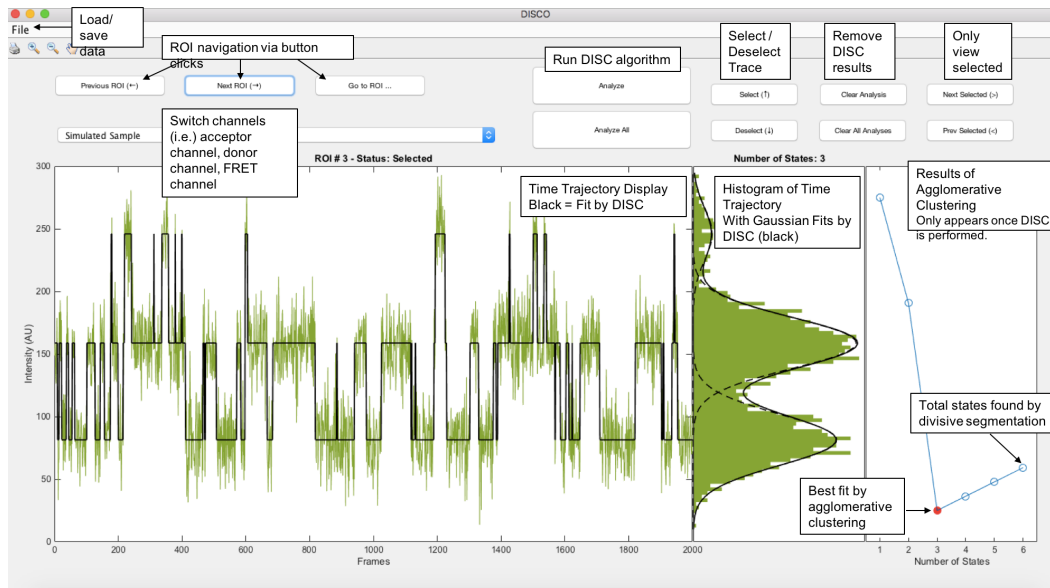 DISCO
File
Load/
save
data
ROI navigation via button
clicks
Previous ROI (←)
Next ROI (→)
Go to ROI ...
Run DISC algorithm
Analyze
Analyze All
Select /
Deselect
Trace
Select (↑)
Deselect (↓)
Remove
DISC
results
Clear Analysis
Clear All Analyses
Only
view
selected
Next Selected (>)
Prev Selected (<)
Simulated Sample
Switch channels
(i.e.) acceptor
channel, donor
channel, FRET
channel
ROI # 3 - Status: Selected
Number of States: 3
Time Trajectory Display
Black = Fit by DISC
Histogram of Time
Trajectory
With Gaussian Fits by
DISC (black)
Results of
Agglomerative
Clustering
Only appears once DISC
is performed.
Total states found by
divisive segmentation
Best fit by
agglomerative
clustering
Intensity (AU)
300
250
200
150
100
50
0
0 200 400 600 800 1000 1200 1400 1600 1800 2000
Frames
1 2 3 4 5 6
Number of States